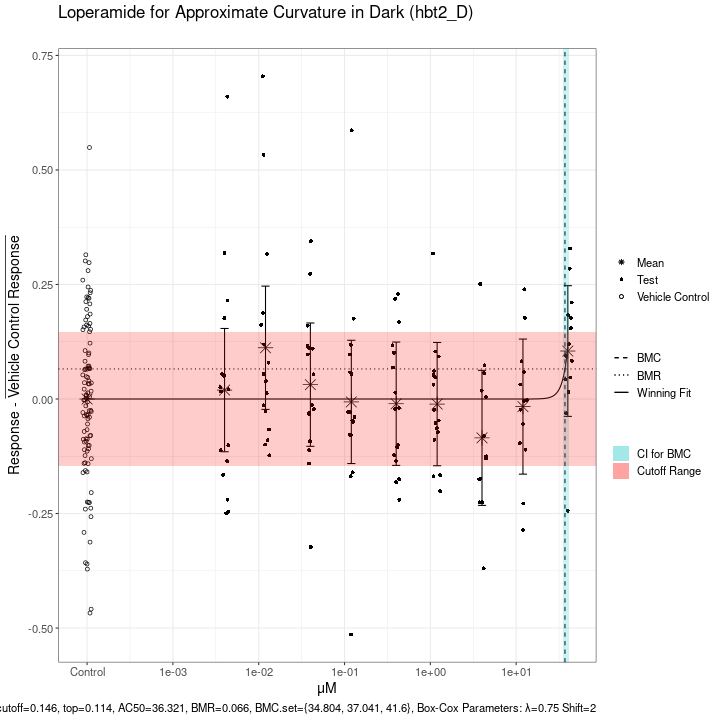 Loperamide for Approximate Curvature in Dark (hbt2_D)
Response - Vehicle Control Response
0.75
0.50
0.25
0.00
-0.25
-0.50
Control
1e-03
1e-02
1e-01
1e+00
1e+01
μM
Mean
Test
Vehicle Control
BMC
BMR
Winning Fit
CI for BMC
Cutoff Range
cutoff=0.146, top=0.114, AC50=36.321, BMR=0.066, BMC.set={34.804, 37.041, 41.6}, Box-Cox Parameters: λ=0.75 Shift=2